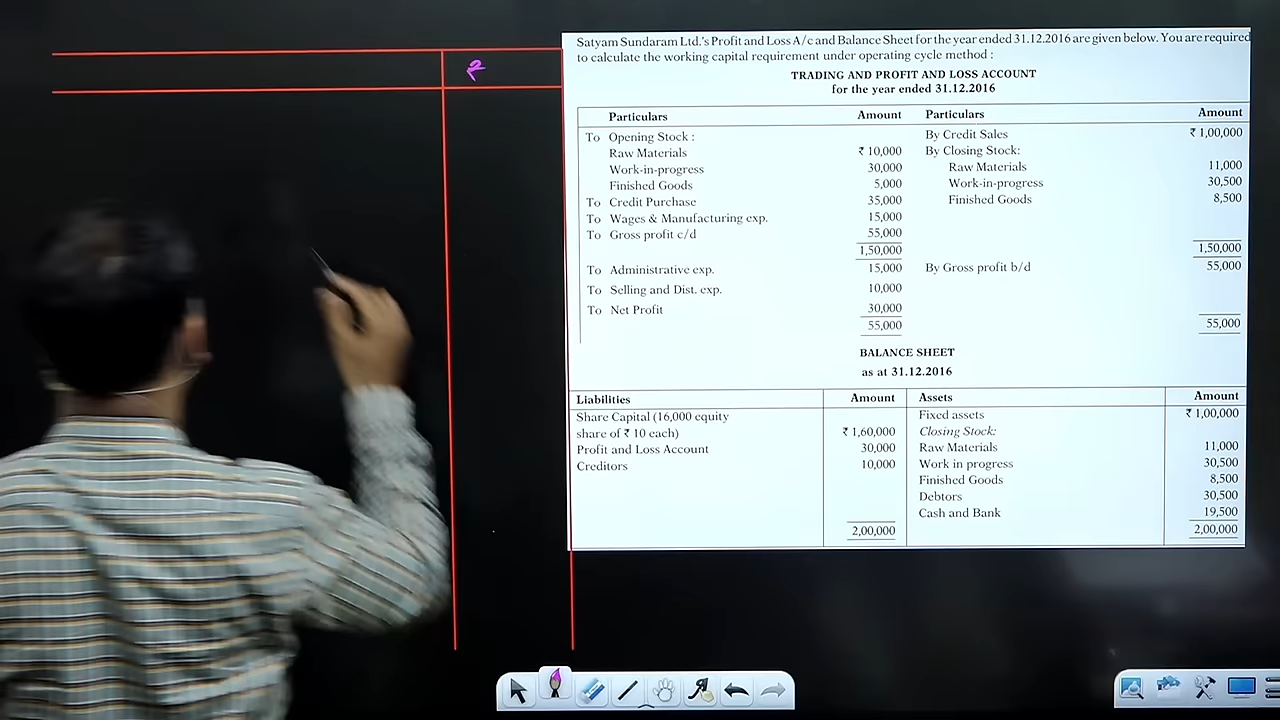 ₹
Satyam Sundaram Ltd.'s Profit and Loss A/c and Balance Sheet for the year ended 31.12.2016 are given below. You are required
to calculate the working capital requirement under operating cycle method :
TRADING AND PROFIT AND LOSS ACCOUNT
for the year ended 31.12.2016
Particulars Amount Particulars Amount
To Opening Stock : By Credit Sales ₹ 1,00,000
Raw Materials ₹ 10,000 By Closing Stock:
Work-in-progress 30,000 Raw Materials 11,000
Finished Goods 5,000 Work-in-progress 30,500
To Credit Purchase 35,000 Finished Goods 8,500
To Wages & Manufacturing exp. 15,000
To Gross profit c/d 55,000
1,50,000 1,50,000
To Administrative exp. 15,000 By Gross profit b/d 55,000
To Selling and Dist. exp. 10,000
To Net Profit 30,000
55,000 55,000
BALANCE SHEET
as at 31.12.2016
Liabilities Amount Assets Amount
Share Capital (16,000 equity Fixed assets ₹ 1,00,000
share of ₹ 10 each) ₹ 1,60,000 Closing Stock:
Profit and Loss Account 30,000 Raw Materials 11,000
Creditors 10,000 Work in progress 30,500
Finished Goods 8,500
Debtors 30,500
Cash and Bank 19,500
2,00,000 2,00,000